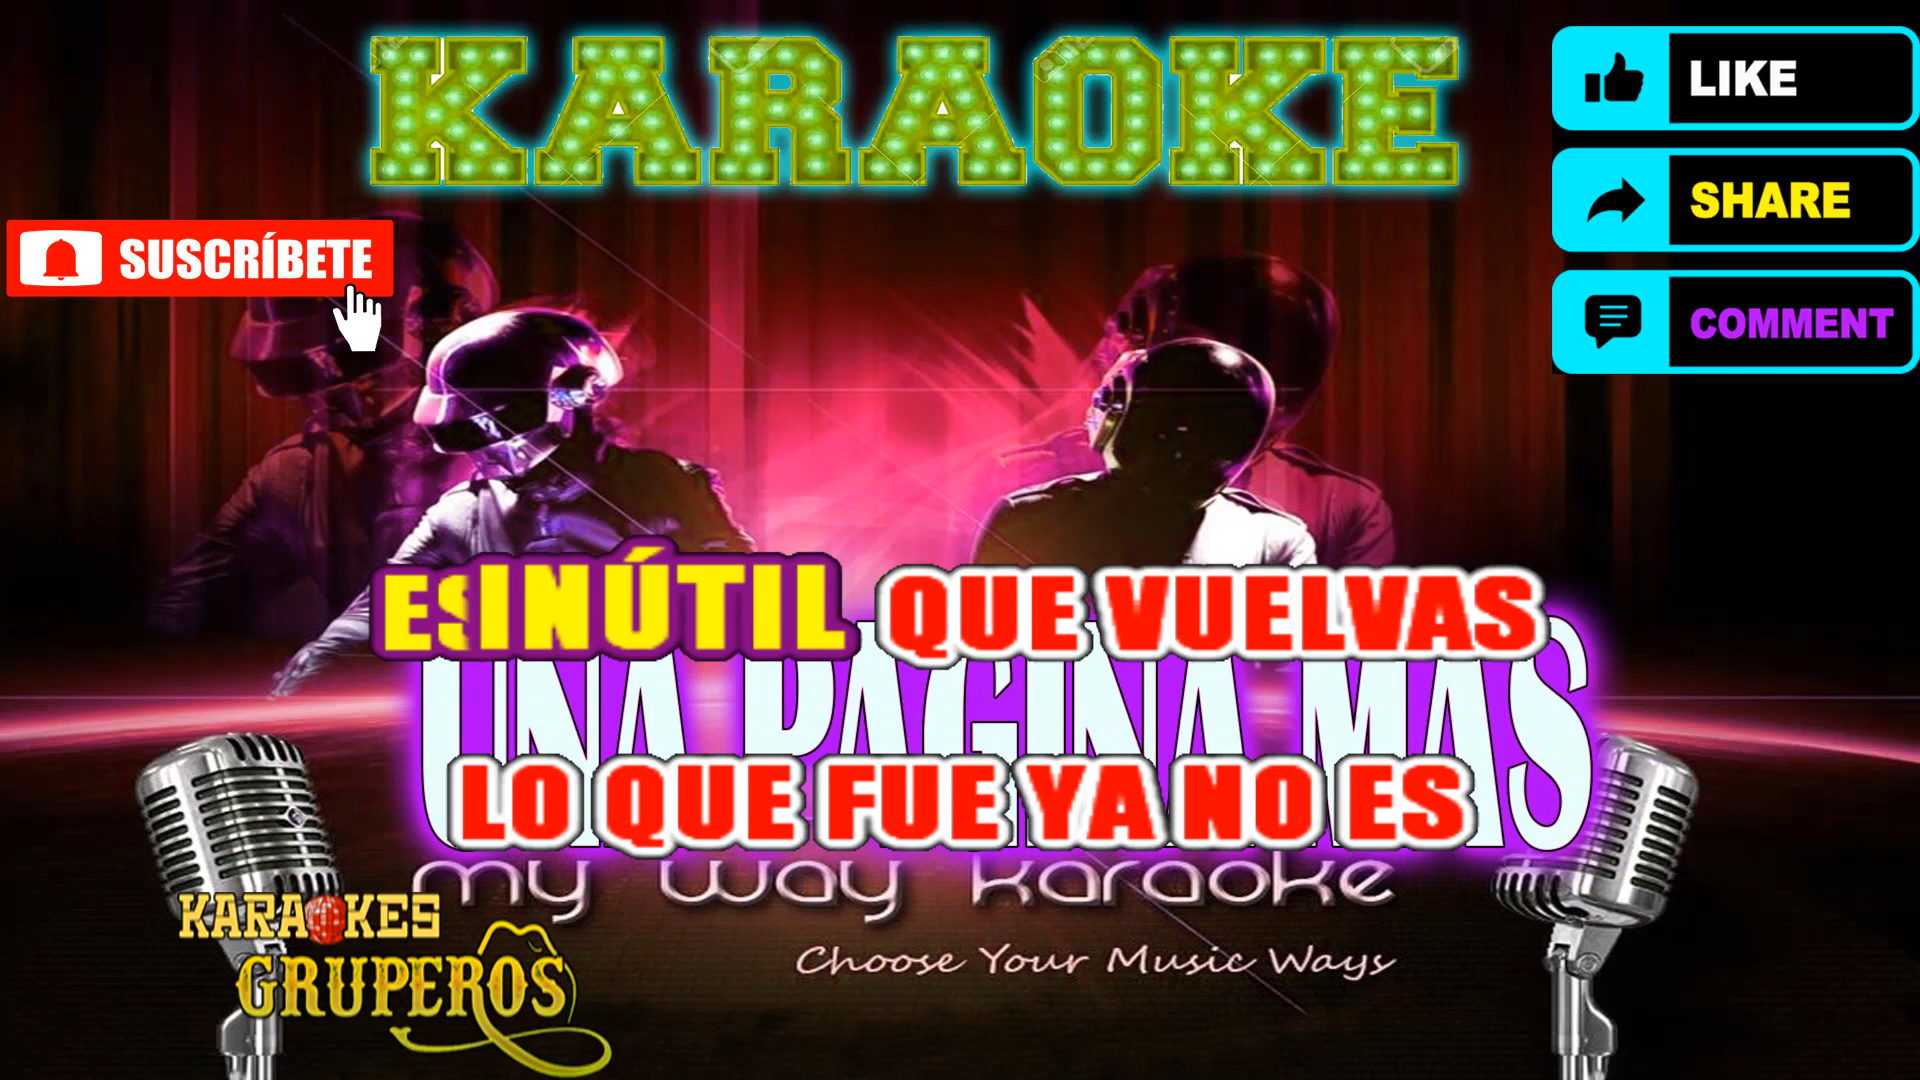 KARAOKE
LIKE
SHARE
COMMENT
SUSCRÍBETE
ES INÚTIL QUE VUELVAS
UNA PAGINA MAS
LO QUE FUE YA NO ES
my way karaoke
Choose Your Music Ways
KARAOKES
GRUPEROS